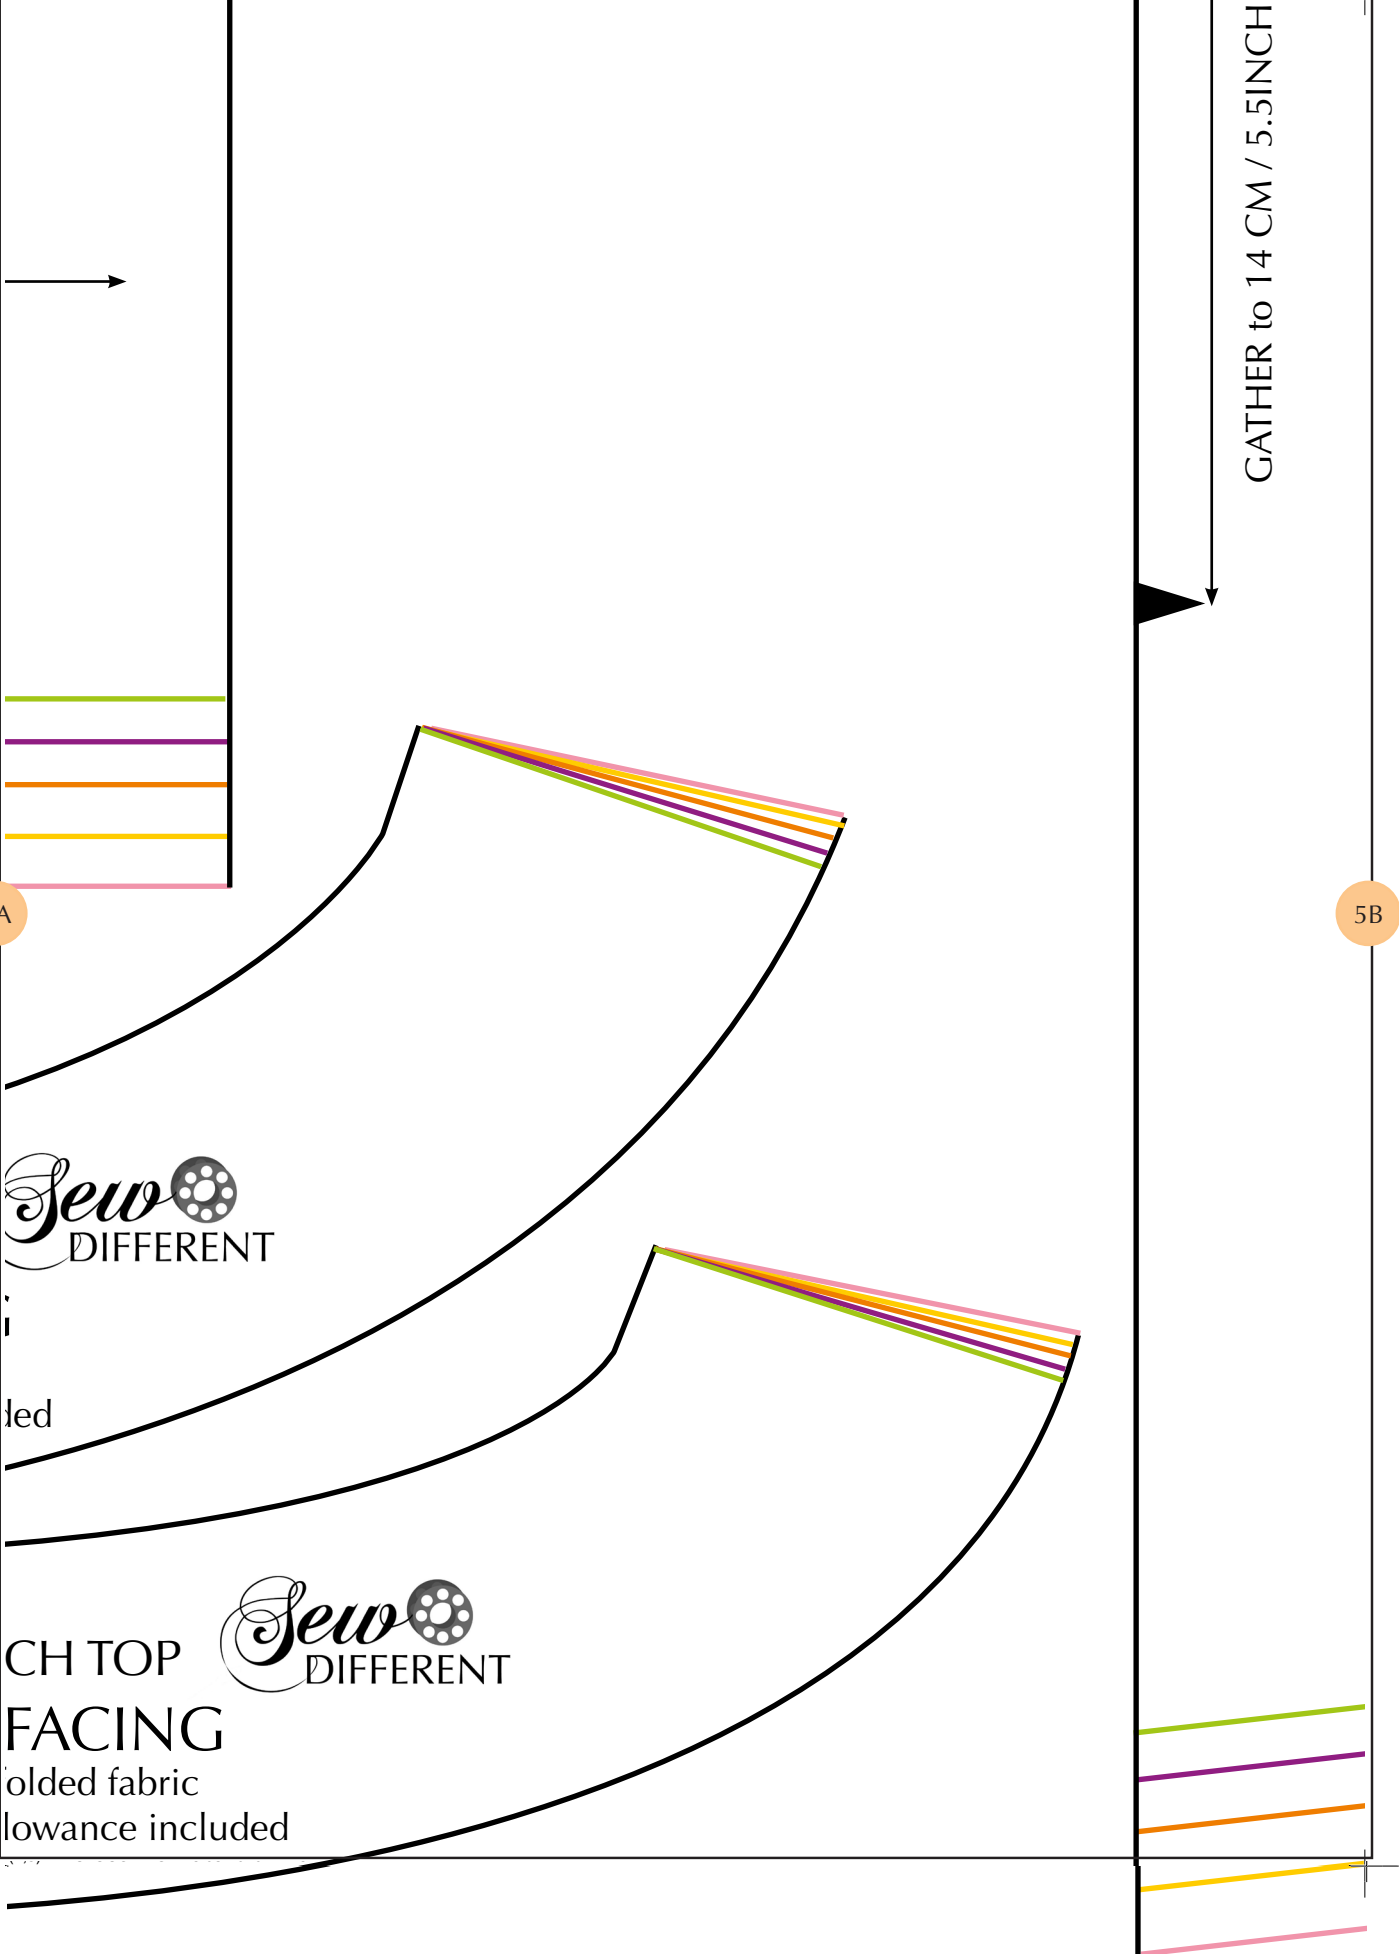 GATHER to 14 CM / 5.5INCH
A
5B
Sew
DIFFERENT
ded
Sew
DIFFERENT
CH TOP
FACING
olded fabric
lowance included